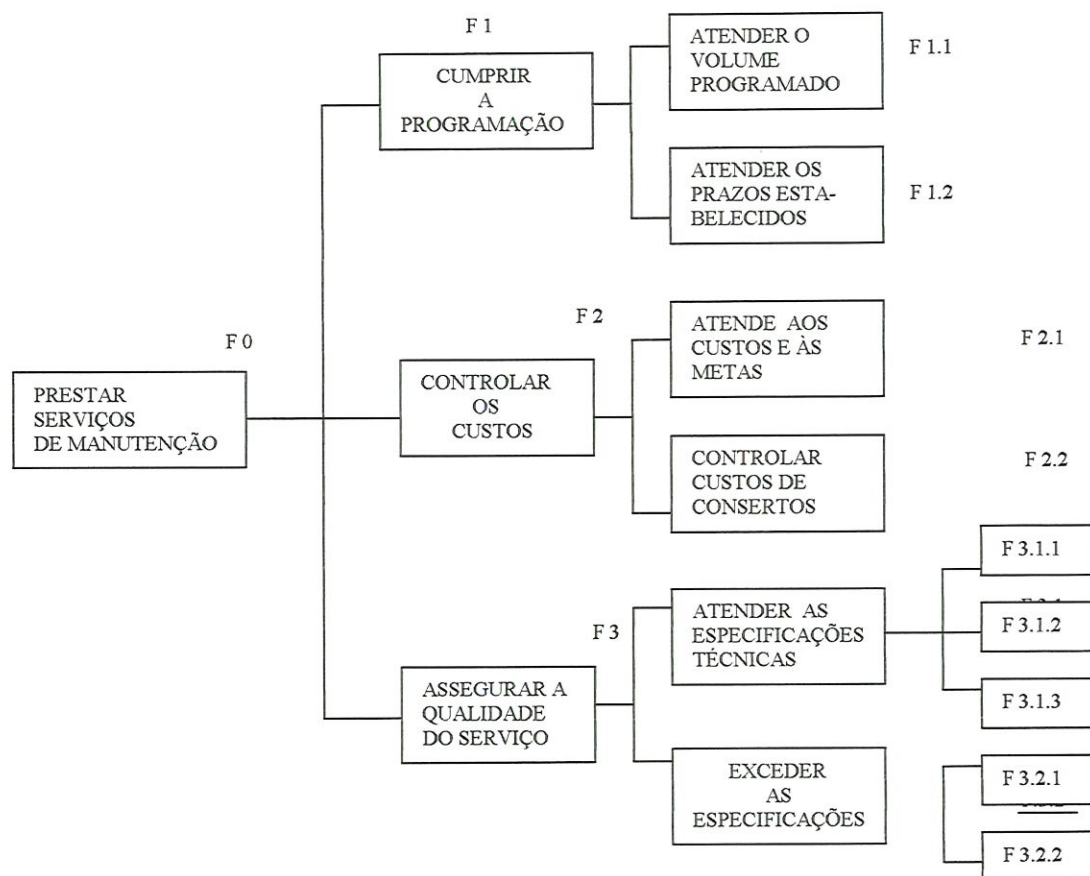 F 1
CUMPRIR
A
PROGRAMAÇÃO
ATENDER O
VOLUME
PROGRAMADO
F 1.1
ATENDER OS
PRAZOS ESTA-
BELECIDOS
F 1.2
F 0
PRESTAR
SERVIÇOS
DE MANUTENÇÃO
F 2
CONTROLAR
OS
CUSTOS
ATENDE AOS
CUSTOS E ÀS
METAS
F 2.1
CONTROLAR
CUSTOS DE
CONSERTOS
F 2.2
F 3
ASSEGURAR A
QUALIDADE
DO SERVIÇO
ATENDER AS
ESPECIFICAÇÕES
TÉCNICAS
F 3.1.1
F 3.1.2
F 3.1.3
EXCEDER
AS
ESPECIFICAÇÕES
F 3.2.1
F 3.2.2